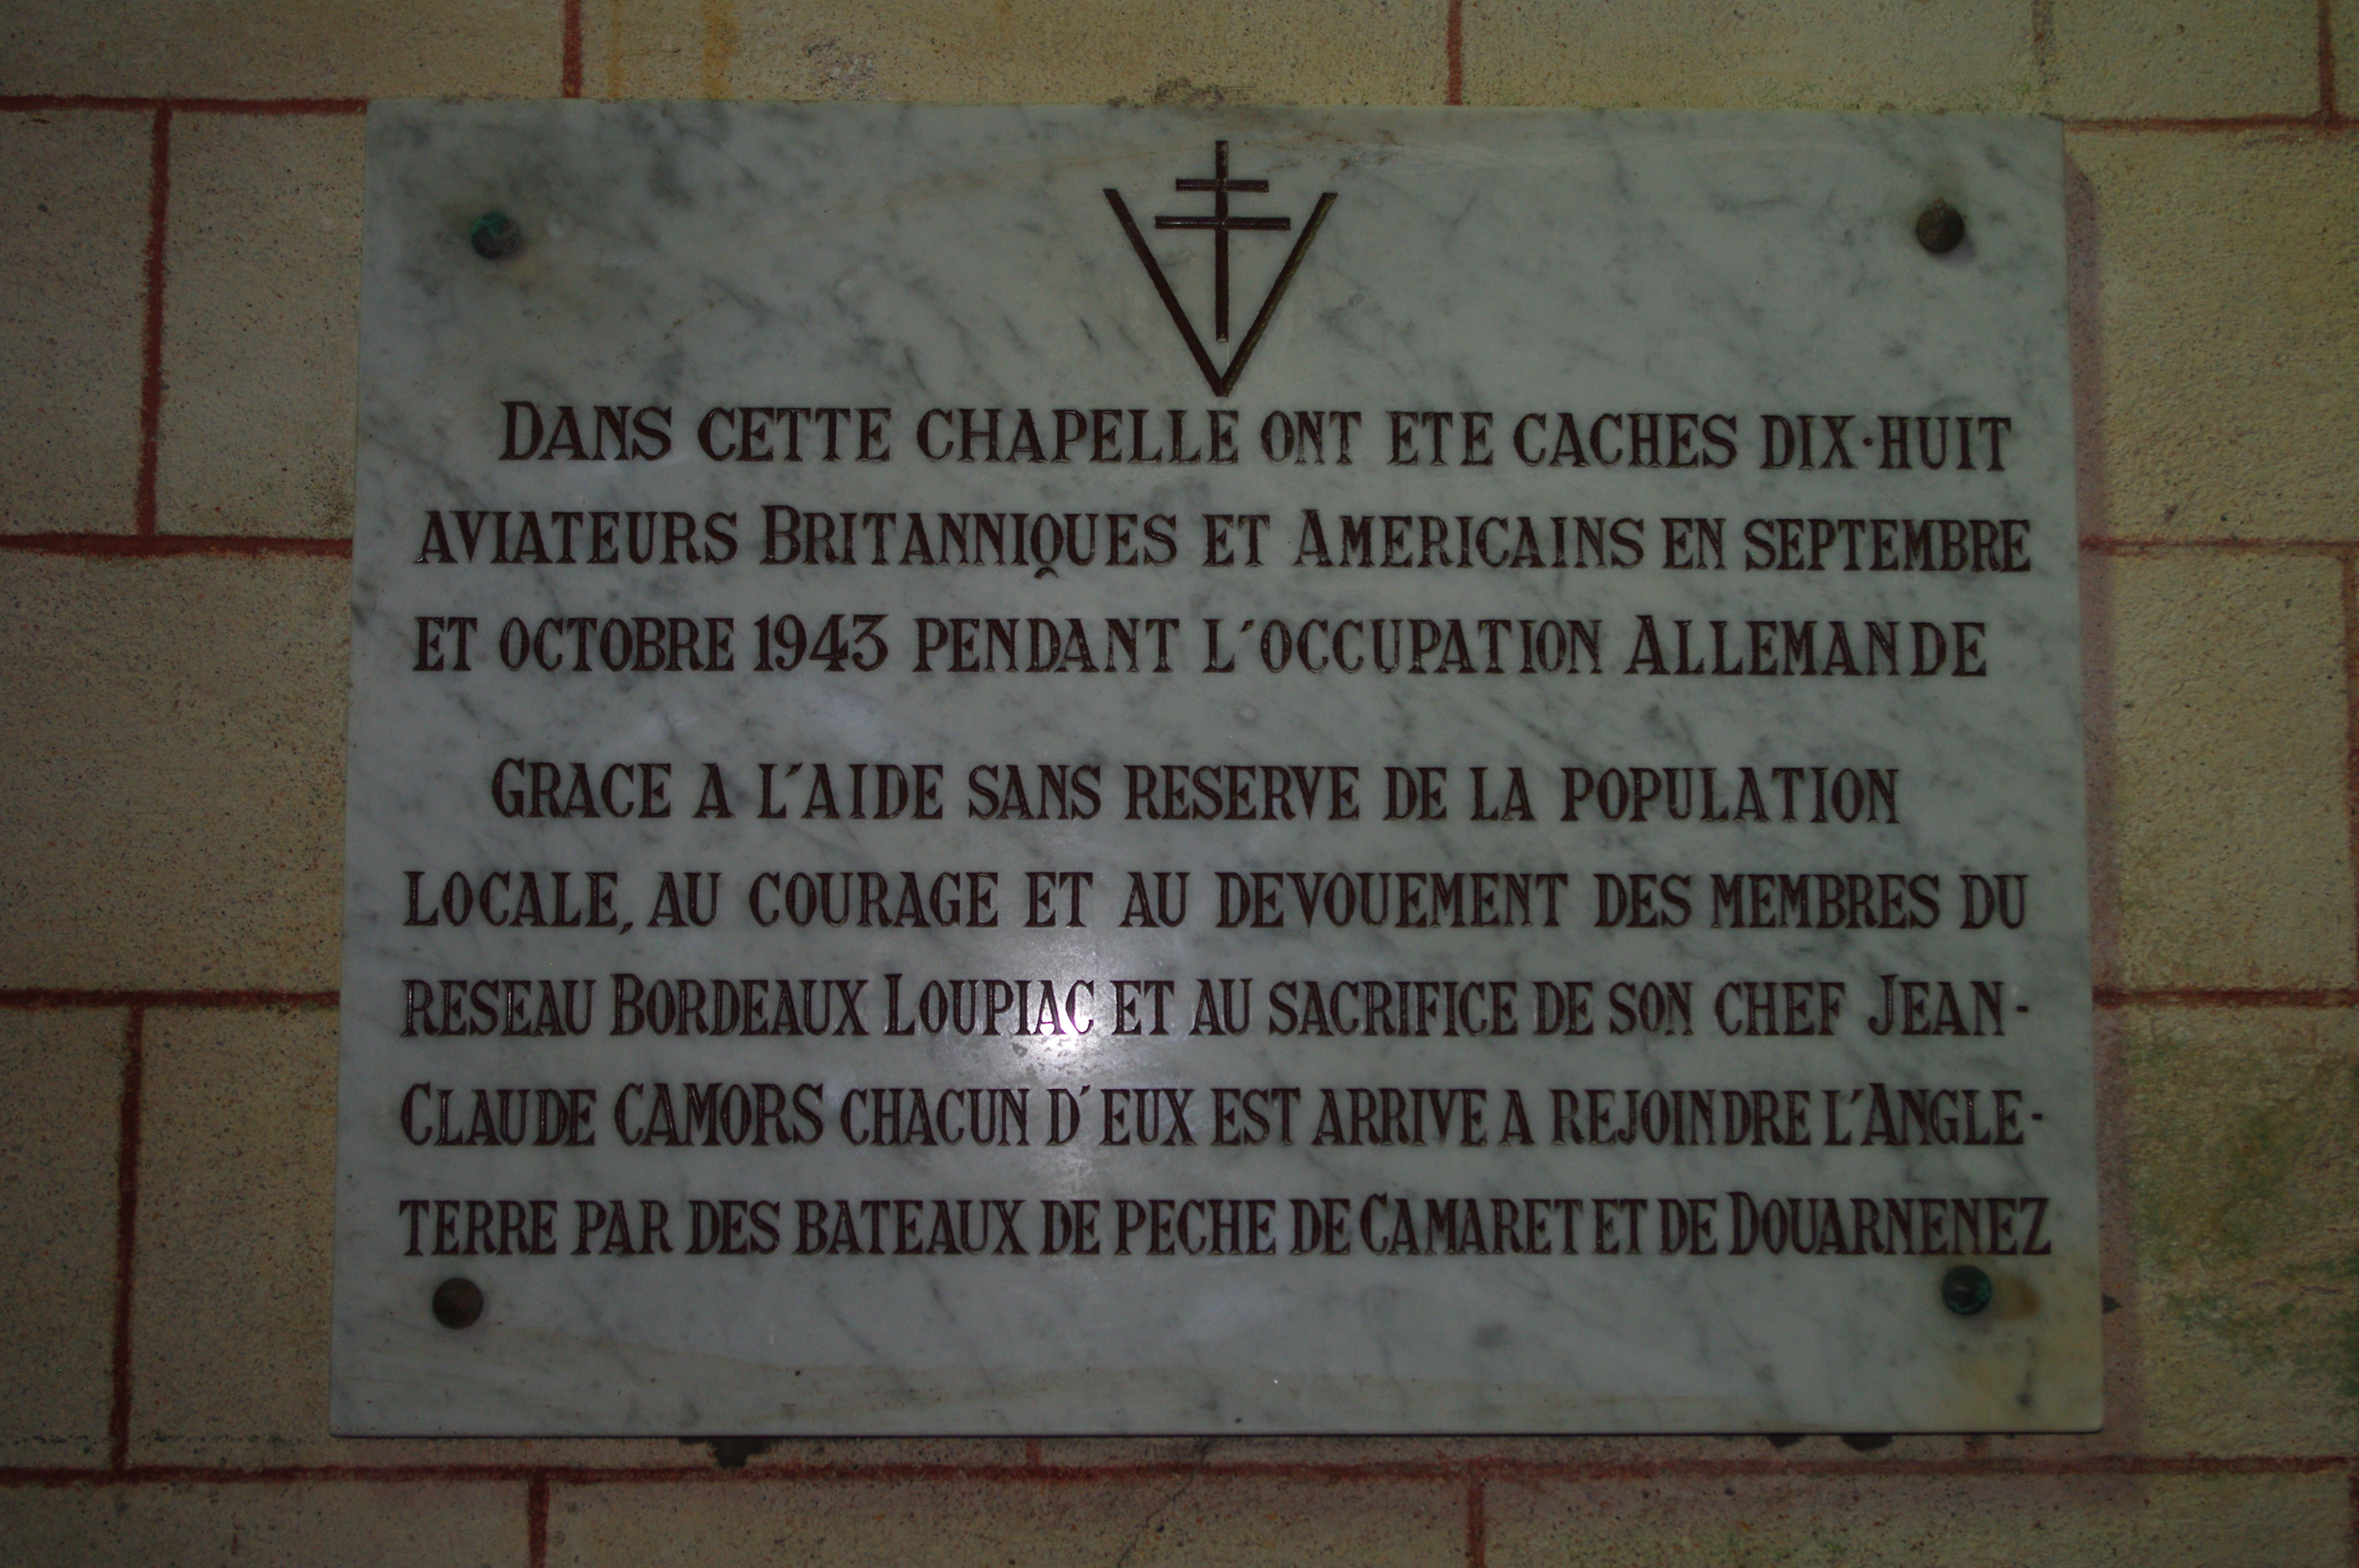 DANS CETTE CHAPELLE ONT ETE CACHES DIX-HUIT
AVIATEURS BRITANNIQUES ET AMERICAINS EN SEPTEMBRE
ET OCTOBRE 1943 PENDANT L'OCCUPATION ALLEMANDE
GRACE A L'AIDE SANS RESERVE DE LA POPULATION
LOCALE, AU COURAGE ET AU DEVOUEMENT DES MEMBRES DU
RESEAU BORDEAUX LOUPIAC ET AU SACRIFICE DE SON CHEF JEAN-
CLAUDE CAMORS CHACUN D'EUX EST ARRIVE A REJOINDRE L'ANGLE-
TERRE PAR DES BATEAUX DE PECHE DE CAMARET ET DE DOUARNENEZ